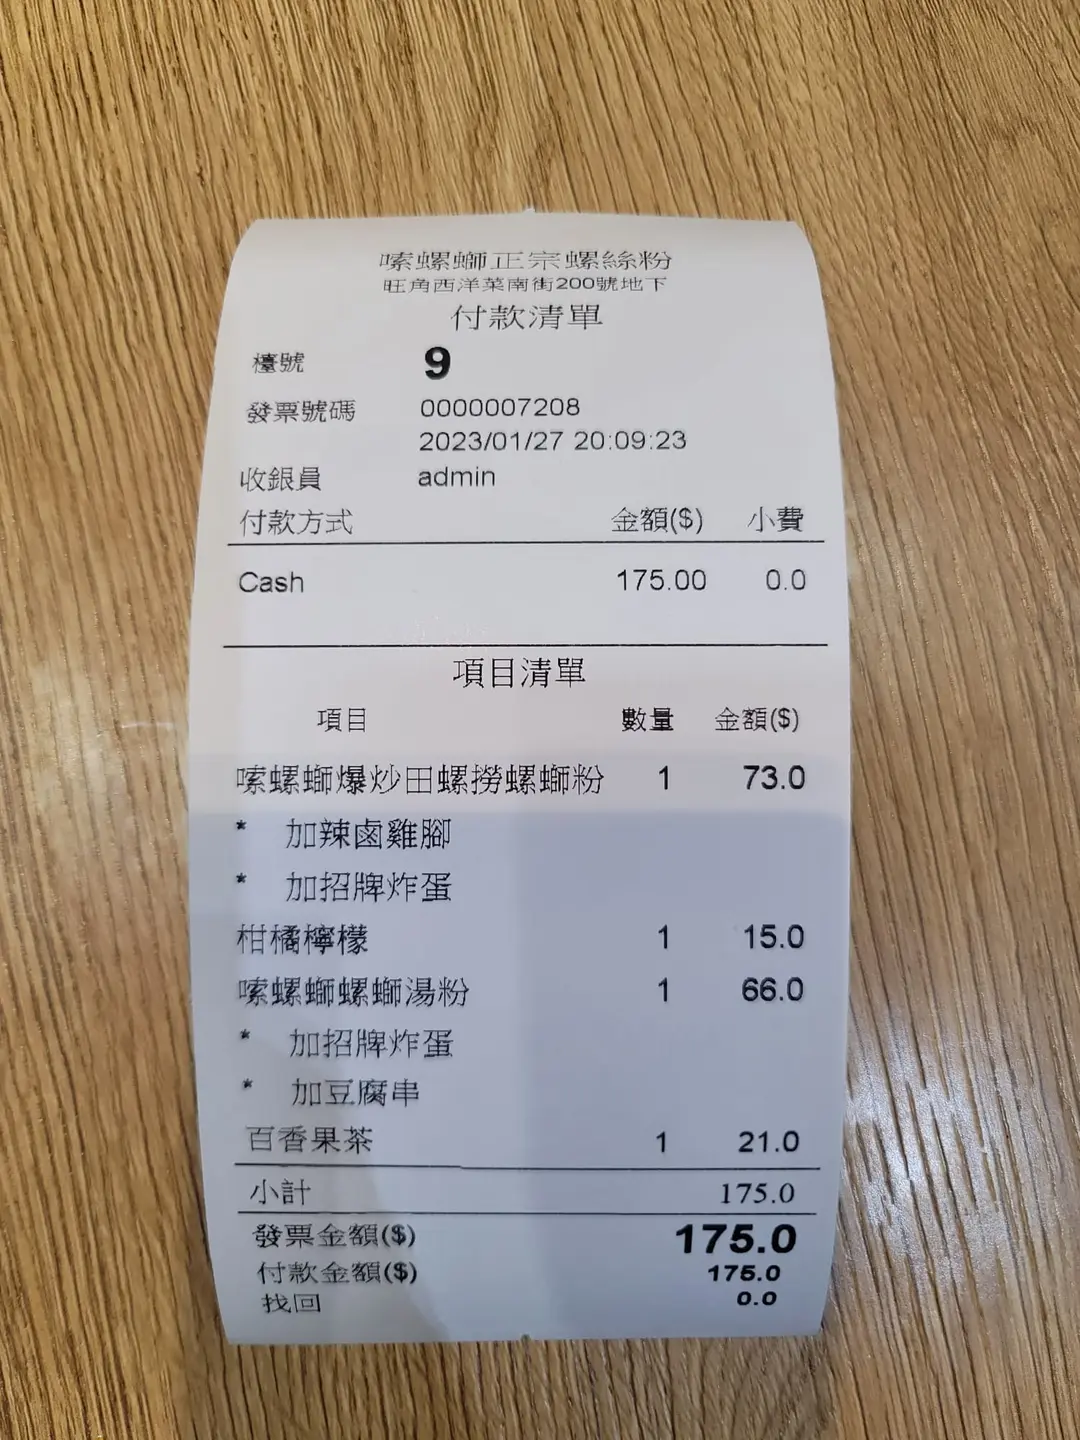 嗦螺螄正宗螺絲粉
旺角西洋菜南街200號地下
付款清單
檯號 9
發票號碼 0000007208
2023/01/27 20:09:23
收銀員 admin
付款方式 金額($) 小費
Cash 175.00 0.0
項目清單
項目 數量 金額($)
嗦螺螄爆炒田螺撈螺螄粉 1 73.0
* 加辣鹵雞腳
* 加招牌炸蛋
柑橘檸檬 1 15.0
嗦螺螄螺螄湯粉 1 66.0
* 加招牌炸蛋
* 加豆腐串
百香果茶 1 21.0
小計 175.0
發票金額($) 175.0
付款金額($) 175.0
找回 0.0